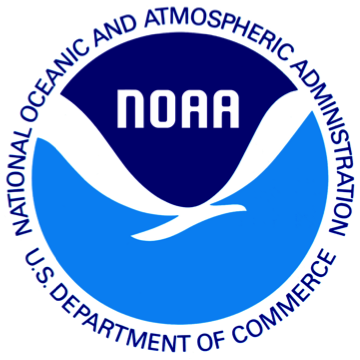 NATIONAL OCEANIC AND ATMOSPHERIC ADMINISTRATION
NOAA
U.S. DEPARTMENT OF COMMERCE